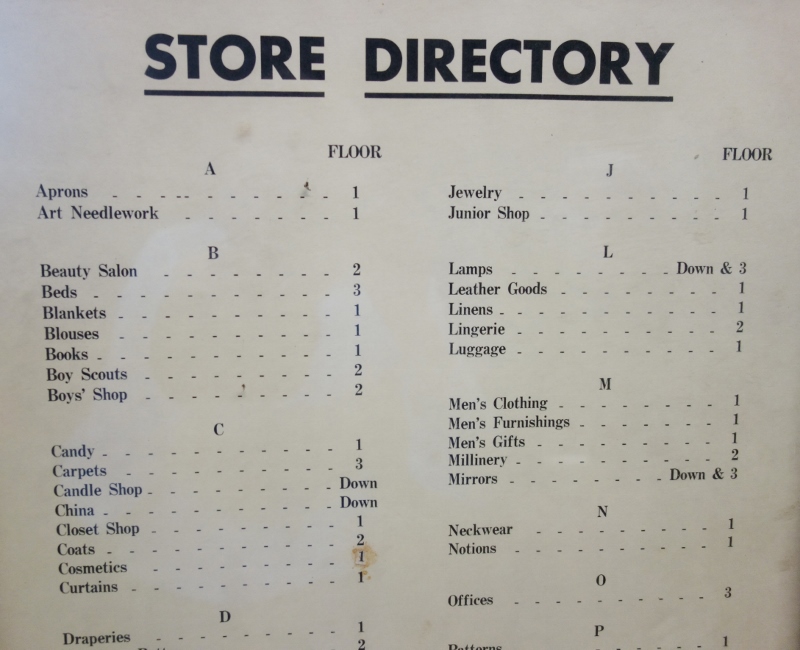 STORE DIRECTORY
FLOOR
A
Aprons 1
Art Needlework 1
B
Beauty Salon 2
Beds 3
Blankets 1
Blouses 1
Books 1
Boy Scouts 2
Boys' Shop 2
C
Candy 1
Carpets 3
Candle Shop Down
China Down
Closet Shop 1
Coats 2
Cosmetics 1
Curtains 1
D
Draperies 1
2
FLOOR
J
Jewelry 1
Junior Shop 1
L
Lamps Down & 3
Leather Goods 1
Linens 1
Lingerie 2
Luggage 1
M
Men's Clothing 1
Men's Furnishings 1
Men's Gifts 1
Millinery 2
Mirrors Down & 3
N
Neckwear 1
Notions 1
O
Offices 3
P
Patterns 1